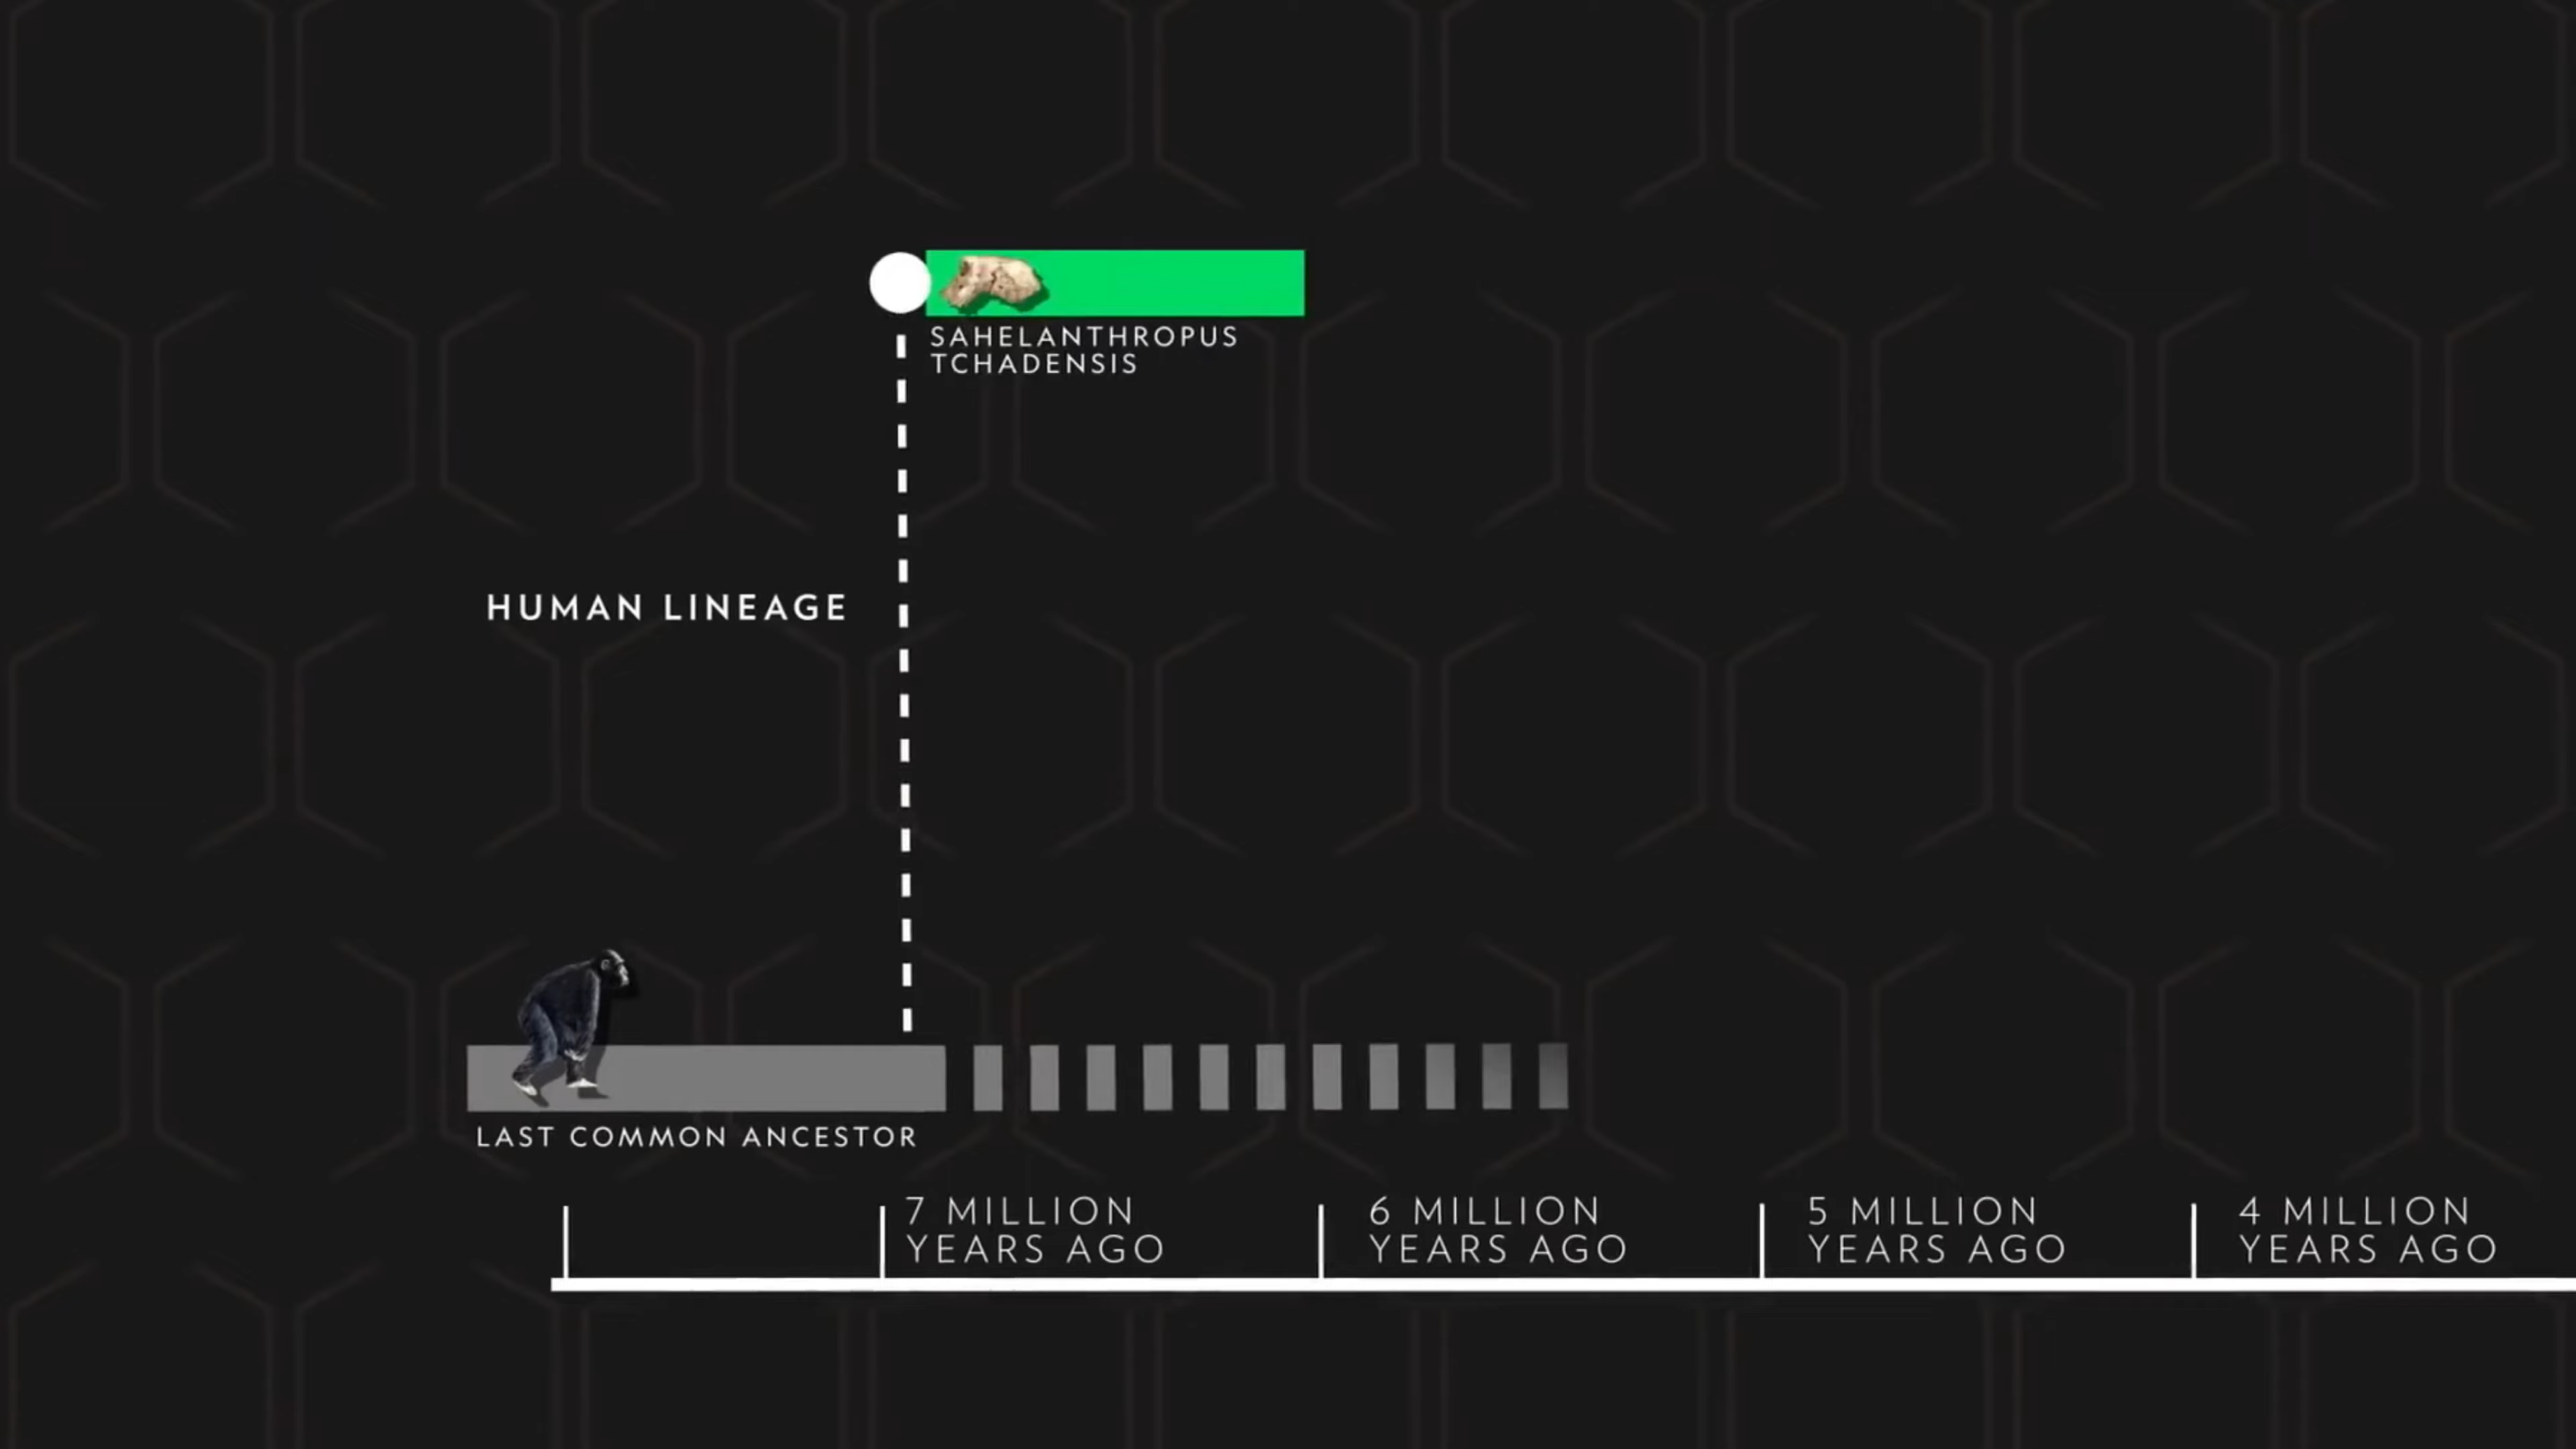 SAHELANTHROPUS
TCHADENSIS
HUMAN LINEAGE
LAST COMMON ANCESTOR
7 MILLION
YEARS AGO
6 MILLION
YEARS AGO
5 MILLION
YEARS AGO
4 MILLION
YEARS AGO